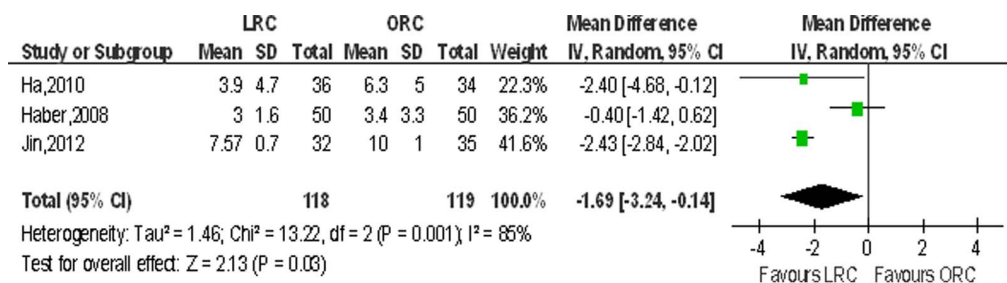 LRC ORC Mean Difference Mean Difference
Study or Subgroup Mean SD Total Mean SD Total Weight IV, Random, 95% CI IV, Random, 95% CI
Ha,2010 3.9 4.7 36 6.3 5 34 22.3% -2.40 [-4.68, -0.12]
Haber,2008 3 1.6 50 3.4 3.3 50 36.2% -0.40 [-1.42, 0.62]
Jin,2012 7.57 0.7 32 10 1 35 41.6% -2.43 [-2.84, -2.02]
Total (95% CI) 118 119 100.0% -1.69 [-3.24, -0.14]
Heterogeneity: Tau² = 1.46; Chi² = 13.22, df = 2 (P = 0.001); I² = 85%
Test for overall effect: Z = 2.13 (P = 0.03)
-4 -2 0 2 4
Favours LRC Favours ORC